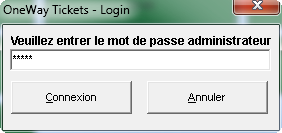 OneWay Tickets - Login
Veuillez entrer le mot de passe administrateur
*****
Connexion
Annuler